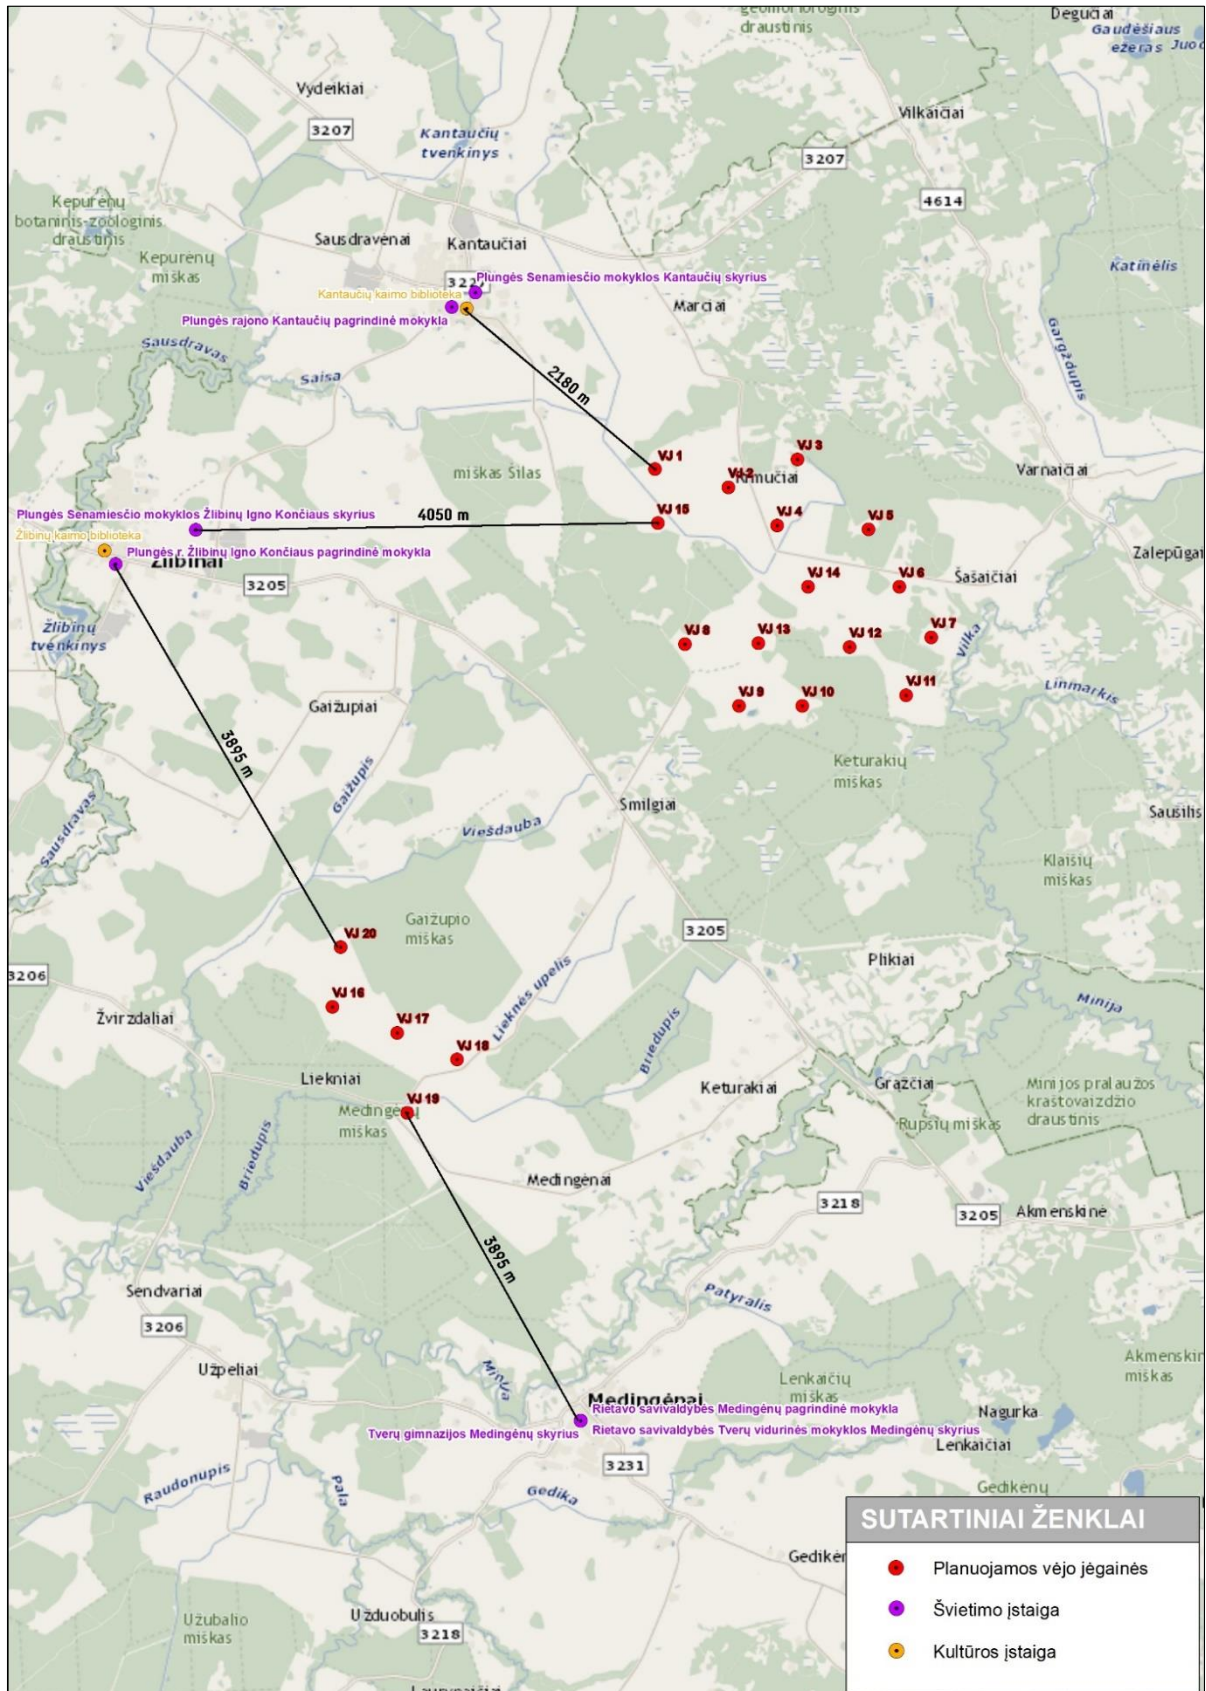 geomorfologinis
draustinis
Degučiai
Gaudėšiaus
ežeras
Vydeikiai
3207
Kantaučių
tvenkinys
Vilkaičiai
3207
4614
Kepurėnų
botaninis-zoologinis
draustinis
Kepurėnų
miškas
Sausdravėnai
Kantaučiai
Katinėlis
Plungės Senamiesčio mokyklos Kantaučių skyrius
Kantaučių kaimo biblioteka
Plungės rajono Kantaučių pagrindinė mokykla
Marciai
Gargždupis
Sausdravas
Saisa
2180 m
VJ 1
VJ 2
VJ 3
Krmučiai
miškas Šilas
Varnaičiai
Plungės Senamiesčio mokyklos Žlibinų Igno Končiaus skyrius
4050 m
VJ 15
VJ 4
VJ 5
Žlibinų kaimo biblioteka
Plungės r. Žlibinų Igno Končiaus pagrindinė mokykla
Žlibinai
3205
Zalepūgai
VJ 14
VJ 6
Šašaičiai
Žlibinų
tvenkinys
VJ 8
VJ 13
VJ 12
VJ 7
Vilka
VJ 9
VJ 10
VJ 11
Linmarkis
Gaižupiai
3895 m
Gaižupis
Keturakių
miškas
Sausdravas
Smilgiai
Viešdauba
Sausilis
Klaišių
miškas
Gaižupio
miškas
3205
VJ 20
Plikiai
3206
VJ 16
Lieknės upelis
Minija
Žvirzdaliai
VJ 17
VJ 18
Briedupis
Liekniai
Keturakiai
Grąžčiai
Minijos pralaužos
kraštovaizdžio
draustinis
VJ 19
Medingėnų
miškas
Rupsių miškas
Viešdauba
Briedupis
Medingėnai
3218
3205
Akmenskinė
3895 m
Sendvariai
3206
Patyralis
Užpeliai
Minija
Lenkaičių
miškas
Akmenskin
miškas
Medingėnai
Rietavo savivaldybės Medingėnų pagrindinė mokykla
Tverų gimnazijos Medingėnų skyrius
Rietavo savivaldybės Tverų vidurinės mokyklos Medingėnų skyrius
Nagurka
Lenkaičiai
3231
Raudonupis
Pala
Gedika
Gedikėnų
SUTARTINIAI ŽENKLAI
Planuojamos vėjo jėgainės
Švietimo įstaiga
Kultūros įstaiga
Užubalio
miškas
Užduobulis
3218